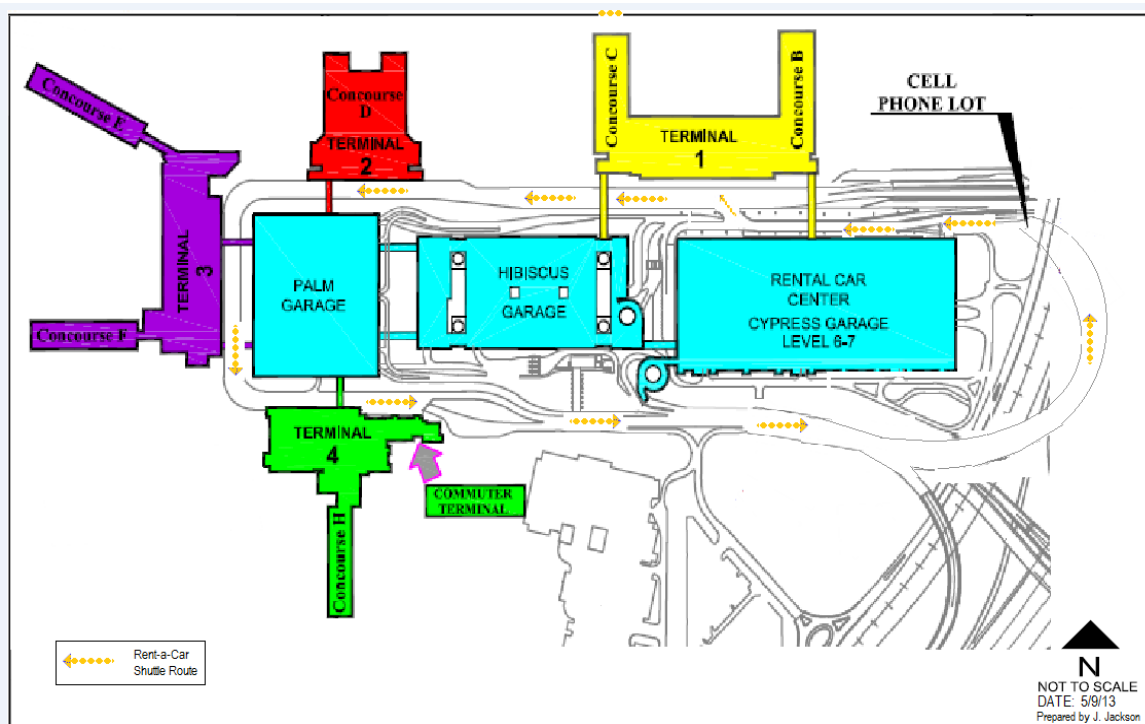 Concourse E
Concourse
D
TERMINAL
2
Concourse C
Concourse B
TERMINAL
1
CELL
PHONE LOT
TERMINAL
3
Concourse F
PALM
GARAGE
HIBISCUS
GARAGE
RENTAL CAR
CENTER
CYPRESS GARAGE
LEVEL 6-7
TERMINAL
4
COMMUTER
TERMINAL
Concourse H
Rent-a-Car
Shuttle Route
N
NOT TO SCALE
DATE: 5/9/13
Prepared by J. Jackson